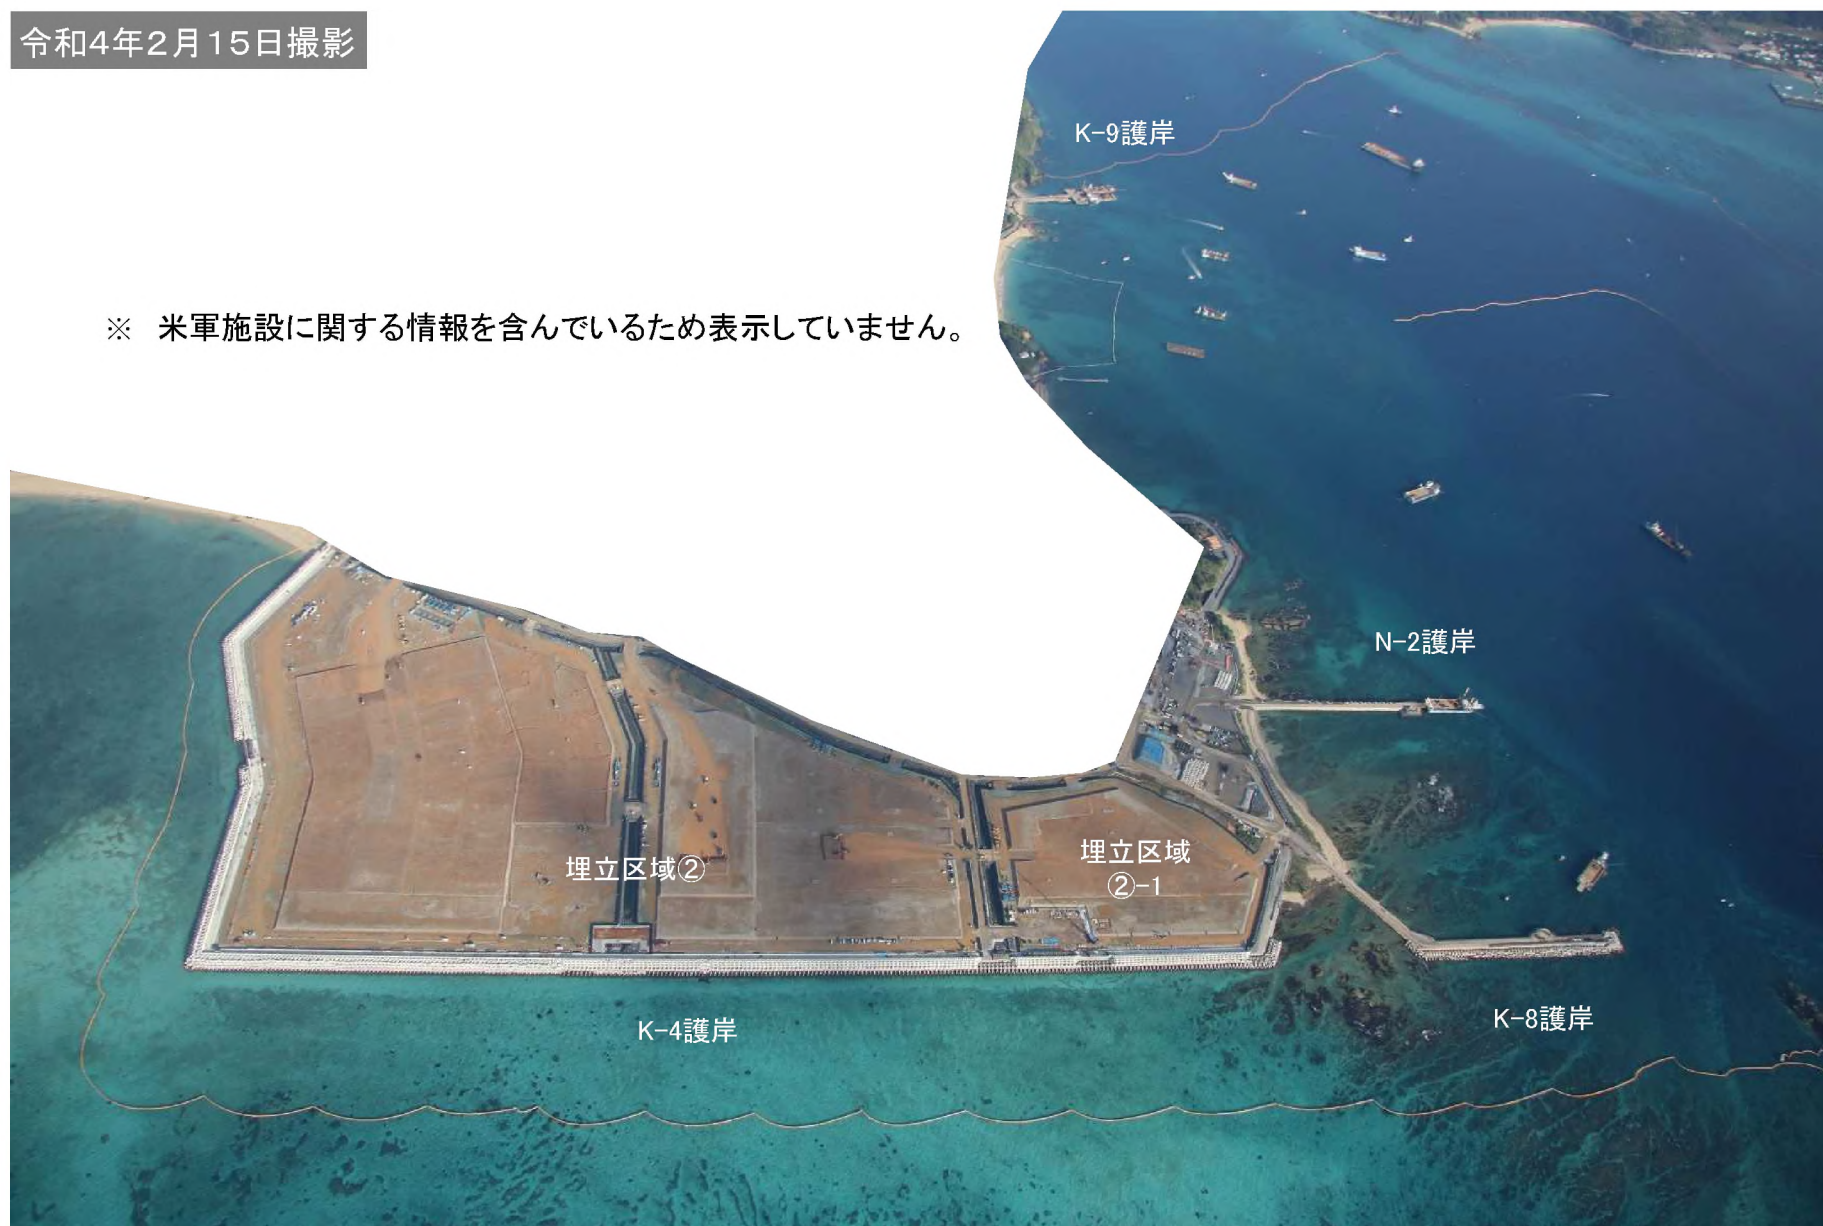 令和4年2月15日撮影
K-9護岸
※ 米軍施設に関する情報を含んでいるため表示していません。
N-2護岸
埋立区域②
埋立区域
②-1
K-4護岸
K-8護岸